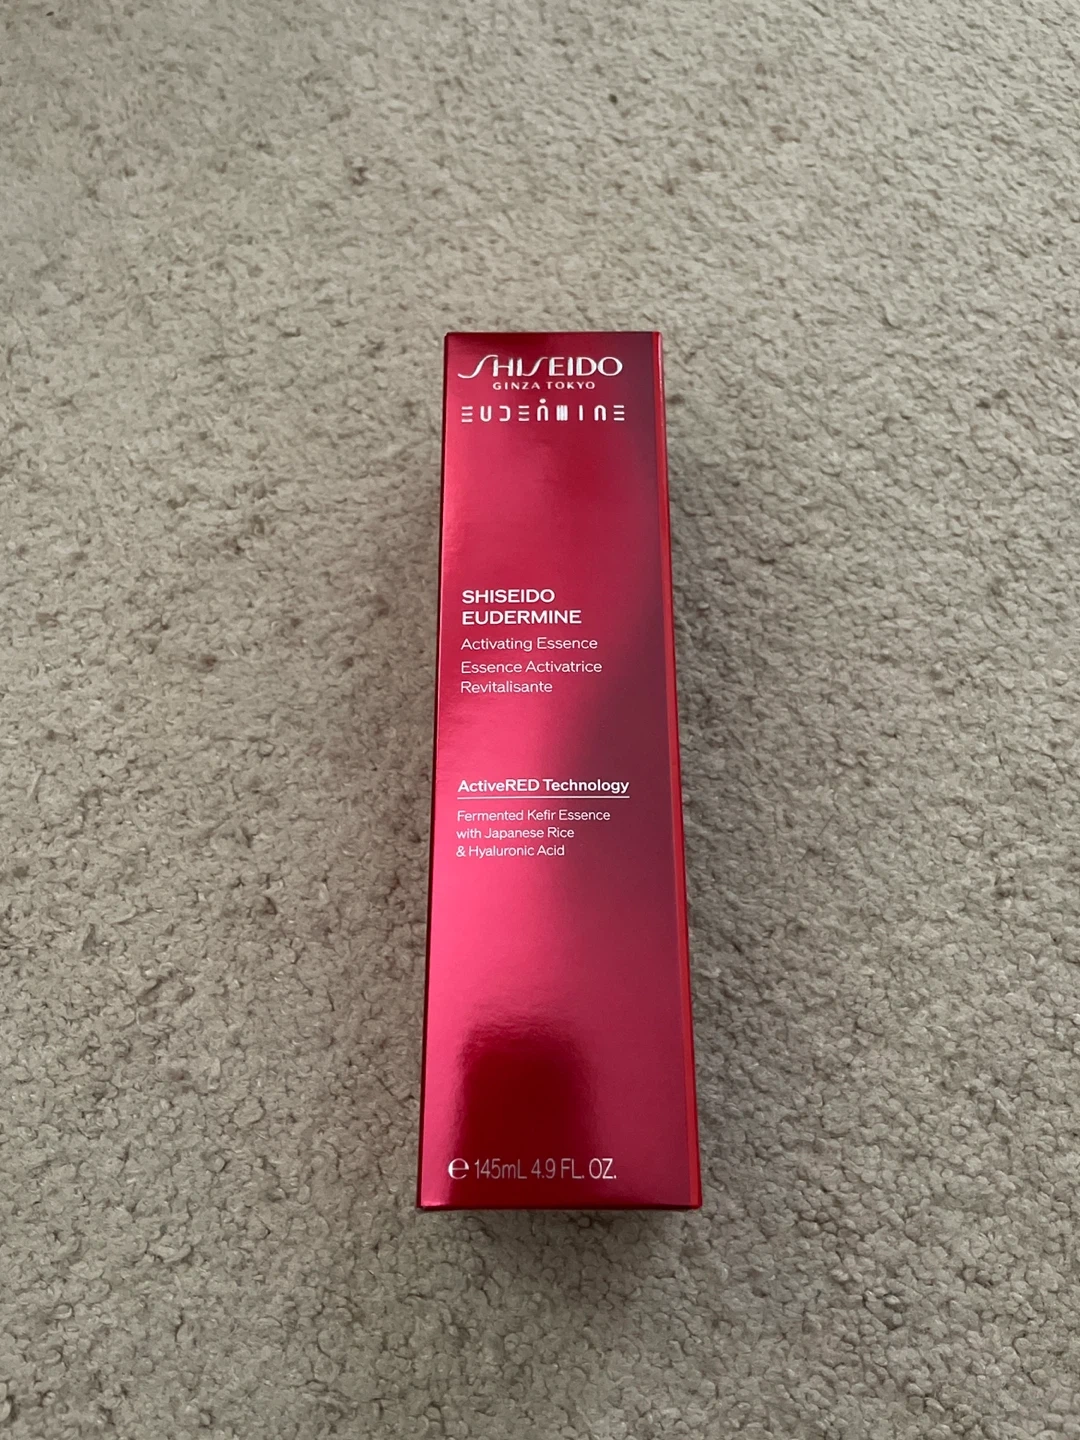 SHISEIDO
GINZA TOKYO
EUDERMINE
SHISEIDO
EUDERMINE
Activating Essence
Essence Activatrice
Revitalisante
ActiveRED Technology
Fermented Kefir Essence
with Japanese Rice
& Hyaluronic Acid
℮ 145mL 4.9 FL. OZ.